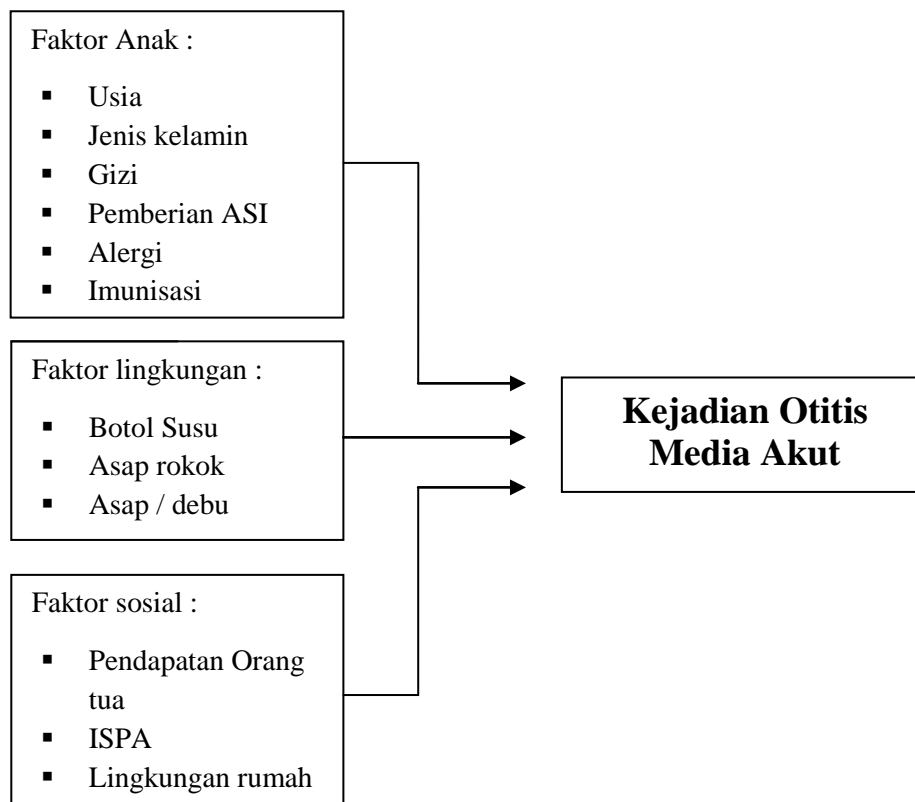 Faktor Anak :
▪ Usia
▪ Jenis kelamin
▪ Gizi
▪ Pemberian ASI
▪ Alergi
▪ Imunisasi
Faktor lingkungan :
▪ Botol Susu
▪ Asap rokok
▪ Asap / debu
Faktor sosial :
▪ Pendapatan Orang
tua
▪ ISPA
▪ Lingkungan rumah
Kejadian Otitis
Media Akut